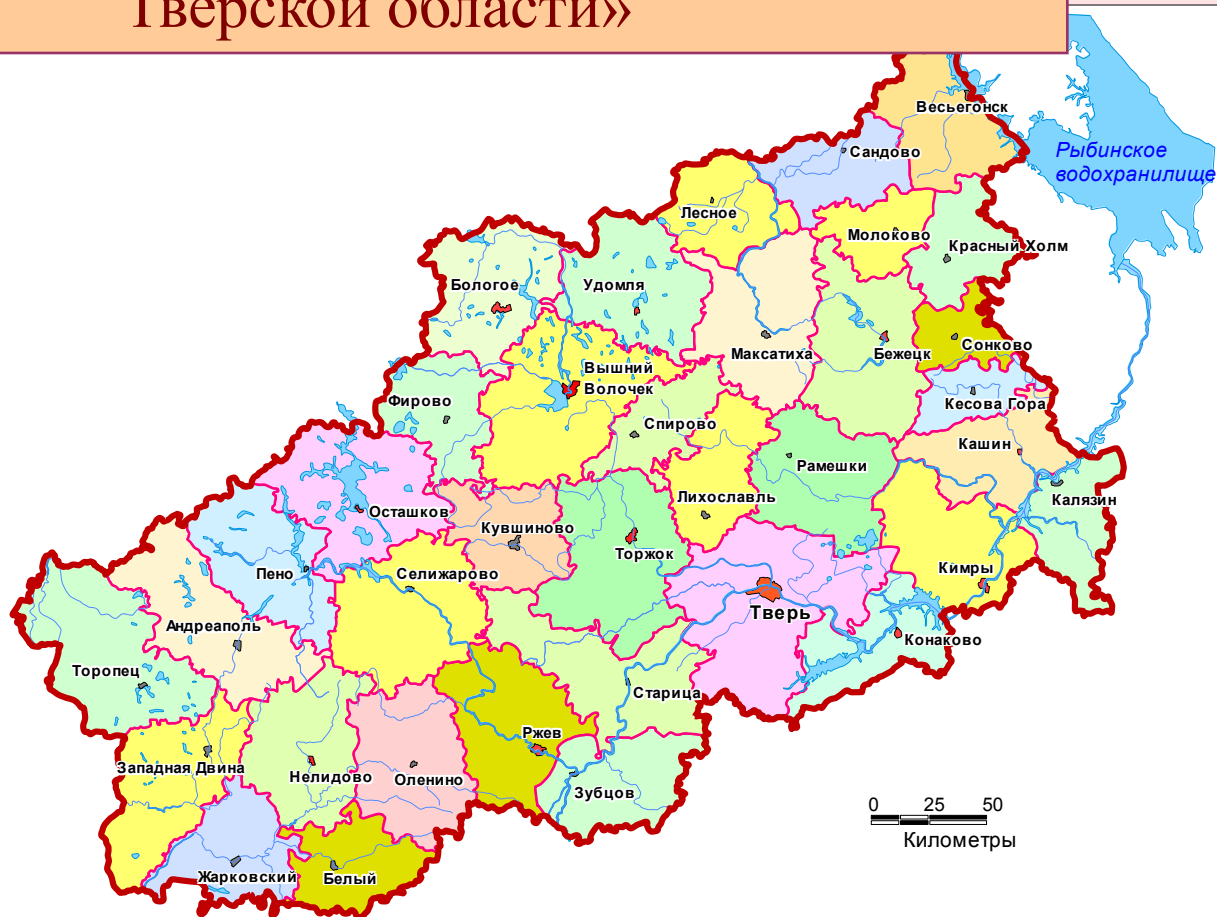 Тверской области»
Весьегонск
Рыбинское
водохранилище
Сандово
Лесное
Молоково
Красный Холм
Бологое
Удомля
Максатиха
Бежецк
Сонково
Вышний
Волочек
Фирово
Спирово
Кесова Гора
Кашин
Рамешки
Лихославль
Калязин
Осташков
Кувшиново
Торжок
Пено
Селижарово
Кимры
Тверь
Андреаполь
Конаково
Торопец
Старица
Ржев
Западная Двина
Нелидово
Оленино
Зубцов
0 25 50
Километры
Жарковский
Белый